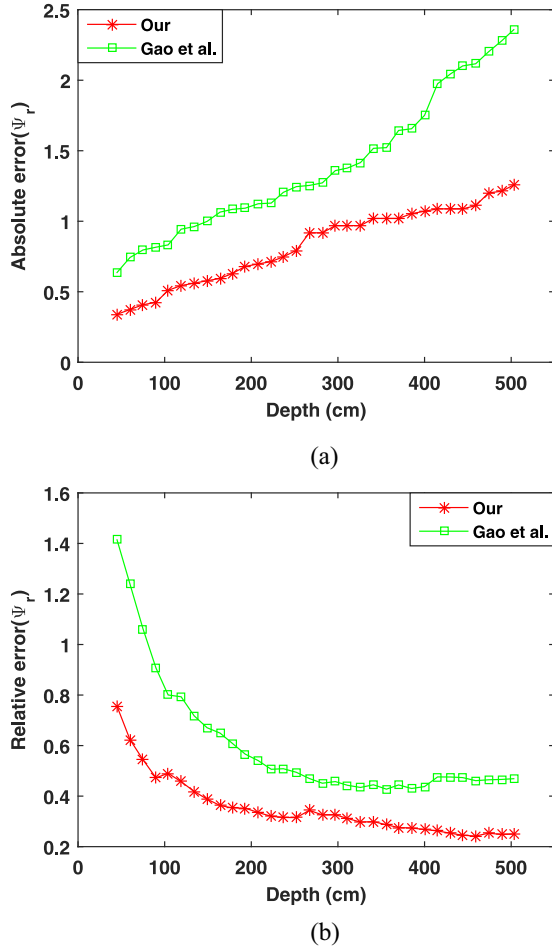 2.5
Our
Gao et al.
2
1.5
1
0.5
0
Absolute error(Ψ_r)
0 100 200 300 400 500
Depth (cm)
(a)
1.6
Our
Gao et al.
1.4
1.2
1
0.8
0.6
0.4
0.2
Relative error(Ψ_r)
0 100 200 300 400 500
Depth (cm)
(b)